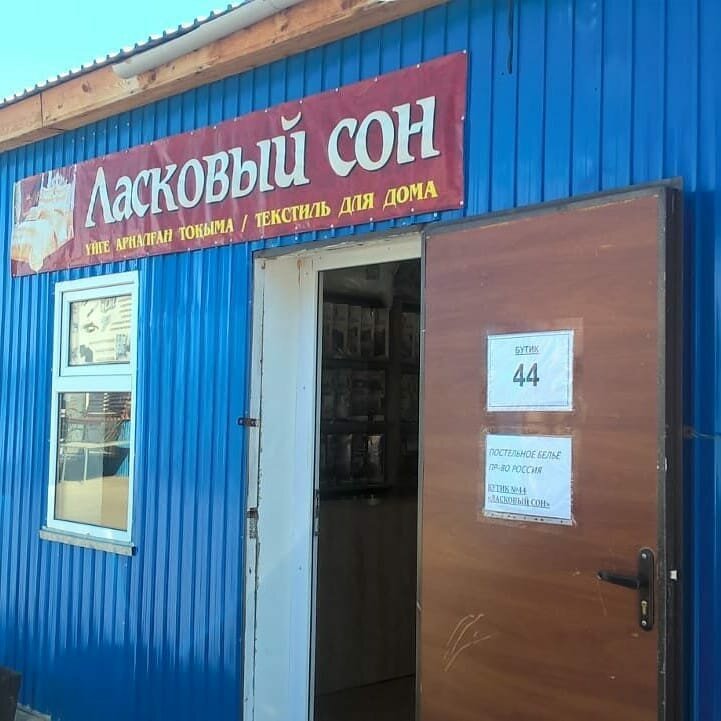 Ласковый сон
ҮЙГЕ АРНАЛҒАН ТОҚЫМА / ТЕКСТИЛЬ ДЛЯ ДОМА
БУТИК
44
ПОСТЕЛЬНОЕ БЕЛЬЕ
ПР-ВО РОССИЯ
БУТИК №44
«ЛАСКОВЫЙ СОН»